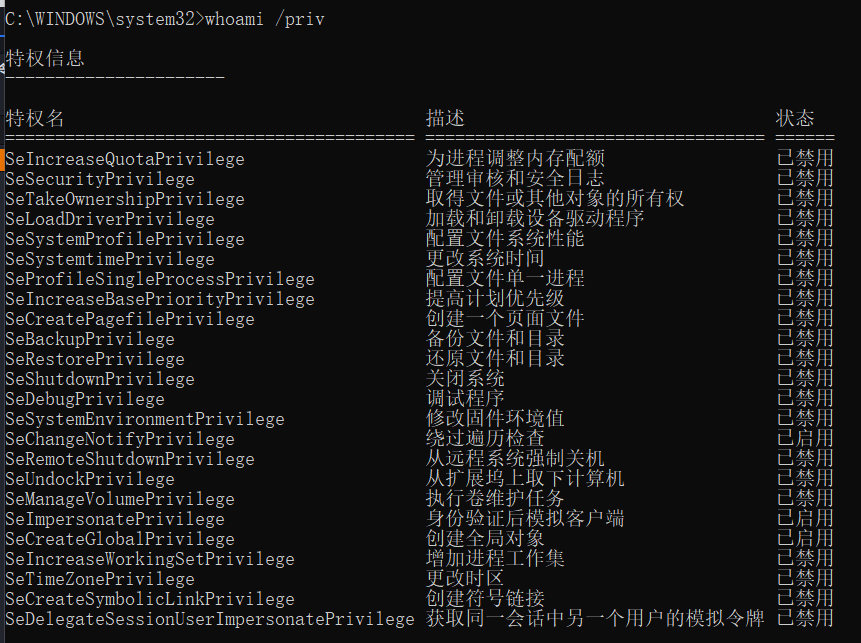 C:\WINDOWS\system32>whoami /priv
特权信息
----------------------
特权名 描述 状态
========================================= ================================== ======
SeIncreaseQuotaPrivilege 为进程调整内存配额 已禁用
SeSecurityPrivilege 管理审核和安全日志 已禁用
SeTakeOwnershipPrivilege 取得文件或其他对象的所有权 已禁用
SeLoadDriverPrivilege 加载和卸载设备驱动程序 已禁用
SeSystemProfilePrivilege 配置文件系统性能 已禁用
SeSystemtimePrivilege 更改系统时间 已禁用
SeProfileSingleProcessPrivilege 配置文件单一进程 已禁用
SeIncreaseBasePriorityPrivilege 提高计划优先级 已禁用
SeCreatePagefilePrivilege 创建一个页面文件 已禁用
SeBackupPrivilege 备份文件和目录 已禁用
SeRestorePrivilege 还原文件和目录 已禁用
SeShutdownPrivilege 关闭系统 已禁用
SeDebugPrivilege 调试程序 已禁用
SeSystemEnvironmentPrivilege 修改固件环境值 已禁用
SeChangeNotifyPrivilege 绕过遍历检查 已启用
SeRemoteShutdownPrivilege 从远程系统强制关机 已禁用
SeUndockPrivilege 从扩展坞上取下计算机 已禁用
SeManageVolumePrivilege 执行卷维护任务 已禁用
SeImpersonatePrivilege 身份验证后模拟客户端 已启用
SeCreateGlobalPrivilege 创建全局对象 已启用
SeIncreaseWorkingSetPrivilege 增加进程工作集 已禁用
SeTimeZonePrivilege 更改时区 已禁用
SeCreateSymbolicLinkPrivilege 创建符号链接 已禁用
SeDelegateSessionUserImpersonatePrivilege 获取同一会话中另一个用户的模拟令牌 已禁用